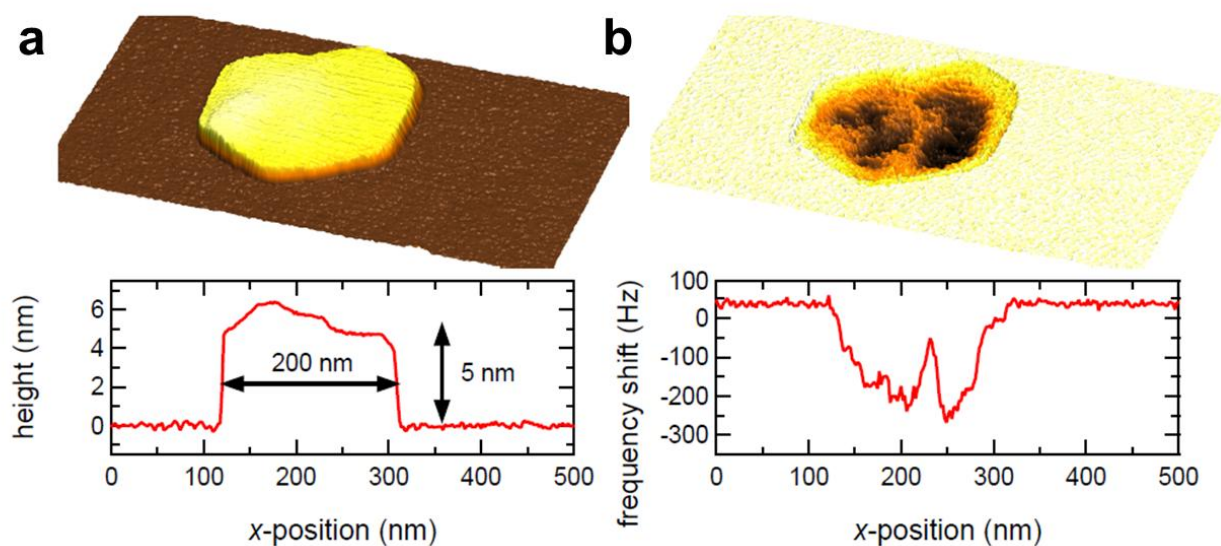 a
b
height (nm)
6
4
2
0
200 nm
5 nm
0 100 200 300 400 500
x-position (nm)
frequency shift (Hz)
100
0
-100
-200
-300
0 100 200 300 400 500
x-position (nm)